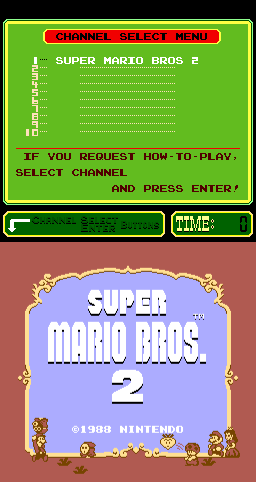 CHANNEL SELECT MENU
1 SUPER MARIO BROS 2
2
3
4
5
6
7
8
9
10
IF YOU REQUEST HOW-TO-PLAY,
SELECT CHANNEL
AND PRESS ENTER!
CHANNEL SELECT
ENTER BUTTONS
TIME: 0
SUPER
MARIO BROS.
TM
2
©1988 NINTENDO